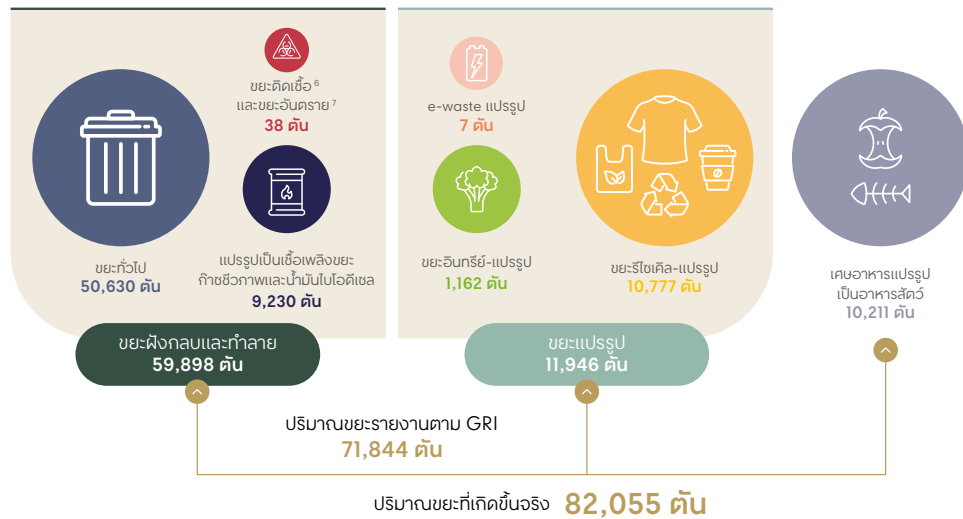 ขยะติดเชื้อ 6
และขยะอันตราย 7
38 ตัน
ขยะทั่วไป
50,630 ตัน
แปรรูปเป็นเชื้อเพลิงขยะ
ก๊าซชีวภาพและน้ำมันไบโอดีเซล
9,230 ตัน
ขยะฝังกลบและทำลาย
59,898 ตัน
e-waste แปรรูป
7 ตัน
ขยะอินทรีย์-แปรรูป
1,162 ตัน
ขยะรีไซเคิล-แปรรูป
10,777 ตัน
ขยะแปรรูป
11,946 ตัน
เศษอาหารแปรรูป
เป็นอาหารสัตว์
10,211 ตัน
ปริมาณขยะรายงานตาม GRI
71,844 ตัน
ปริมาณขยะที่เกิดขึ้นจริง 82,055 ตัน